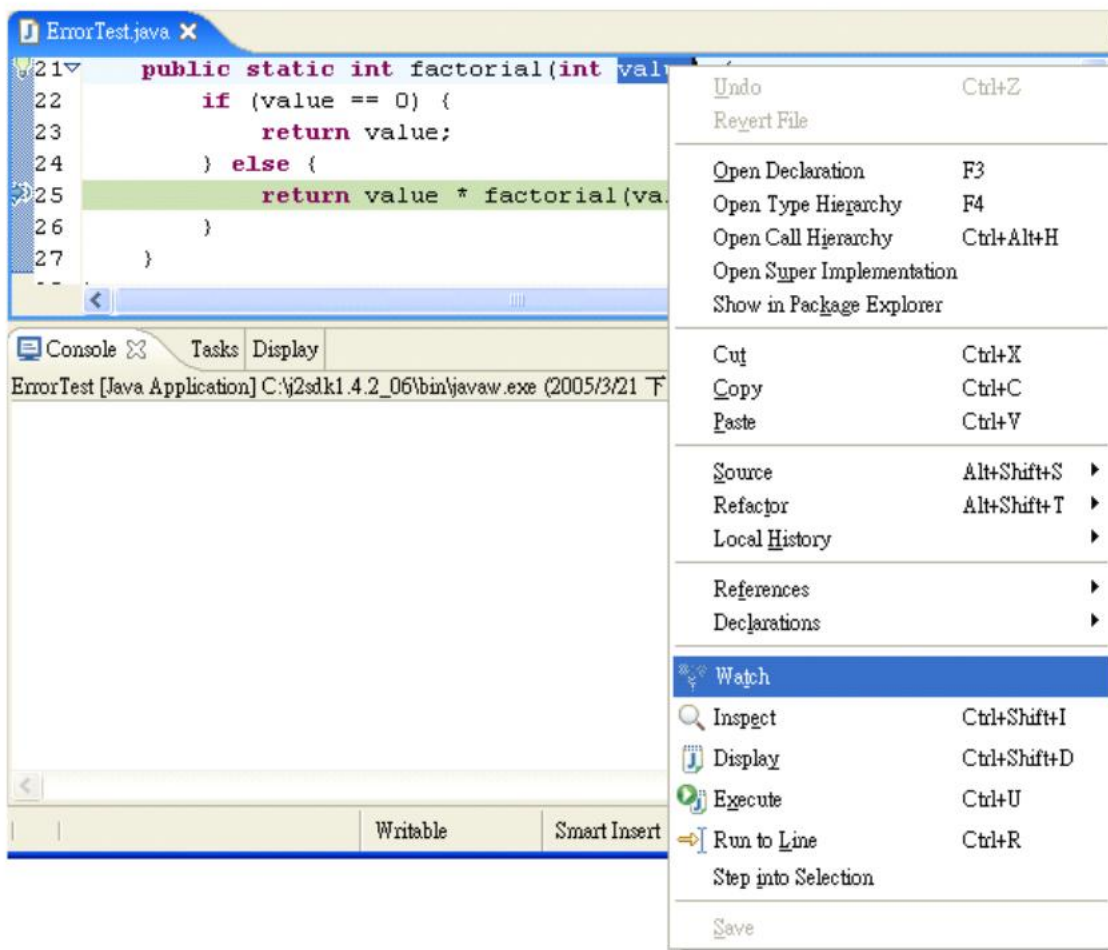 ErrorTest.java
21 public static int factorial(int valu
22 if (value == 0) {
23 return value;
24 } else {
25 return value * factorial(va
26 }
27 }
Console Tasks Display
ErrorTest [Java Application] C:\j2sdk1.4.2_06\bin\javaw.exe (2005/3/21 下
Writable Smart Insert
Undo Ctrl+Z
Revert File
Open Declaration F3
Open Type Hierarchy F4
Open Call Hierarchy Ctrl+Alt+H
Open Super Implementation
Show in Package Explorer
Cut Ctrl+X
Copy Ctrl+C
Paste Ctrl+V
Source Alt+Shift+S
Refactor Alt+Shift+T
Local History
References
Declarations
Watch
Inspect Ctrl+Shift+I
Display Ctrl+Shift+D
Execute Ctrl+U
Run to Line Ctrl+R
Step into Selection
Save